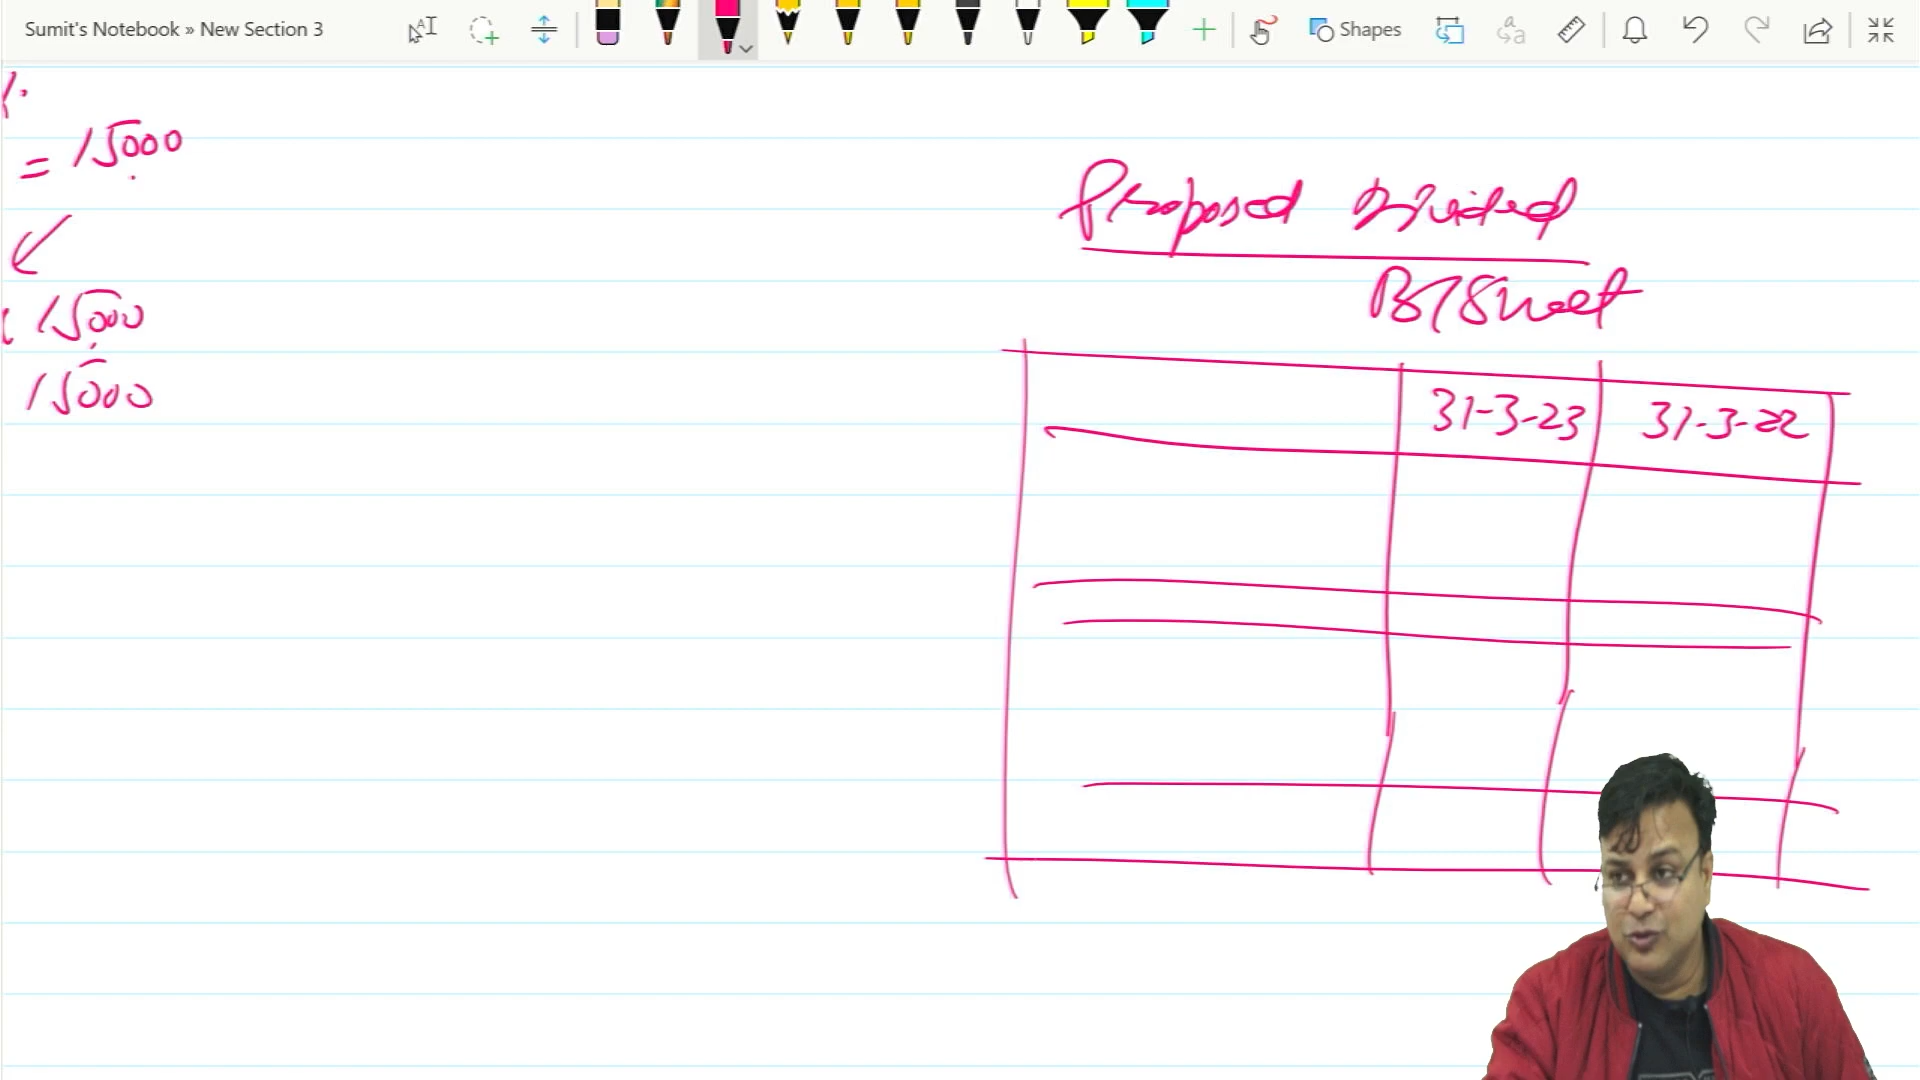 Sumit's Notebook » New Section 3
Shapes
= 15000
15000
15000
Proposed Dividend
B/Sheet
31-3-23 31-3-22